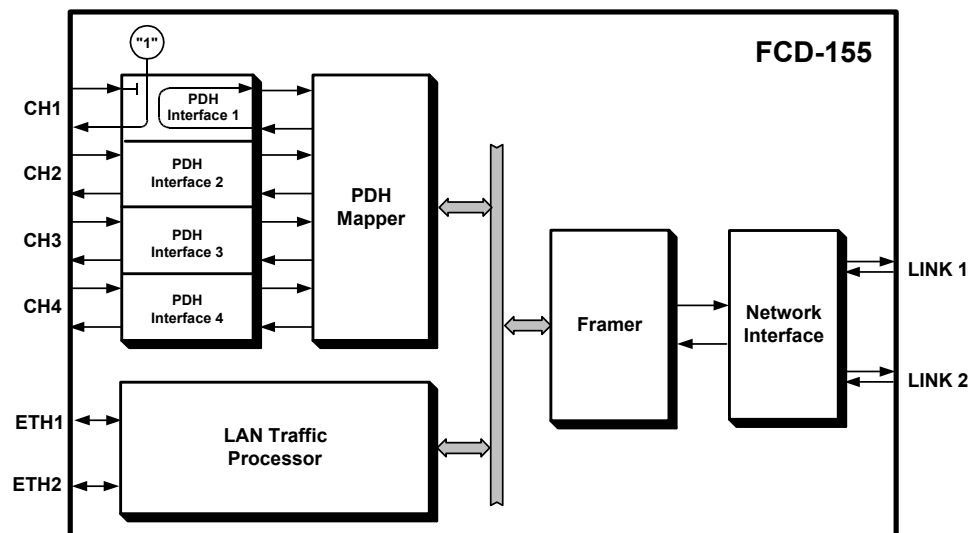 "1"
FCD-155
CH1
PDH
Interface 1
CH2
PDH
Interface 2
CH3
PDH
Interface 3
CH4
PDH
Interface 4
PDH
Mapper
Framer
Network
Interface
LINK 1
LINK 2
ETH1
ETH2
LAN Traffic
Processor